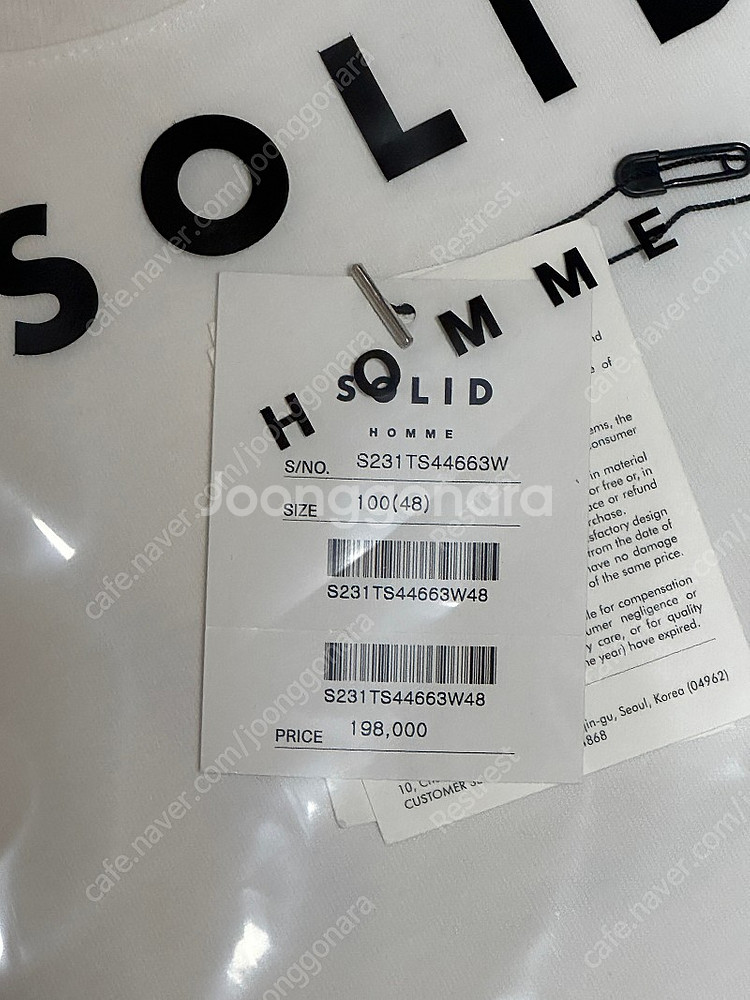 SOLID
HOMME
SOLID
HOMME
S/NO. S231TS44663W
SIZE 100(48)
S231TS44663W48
S231TS44663W48
PRICE 198,000
of
ems, the
onsumer
in material
or free or, in
ace or refund
rchase.
sfactory design
from the date of
have no damage
of the same price.
le for compensation
umer negligence or
y care, or for quality
ne year) have expired.
in-gu, Seoul, Korea (04962)
868
10,
CUSTOMER
Joonggonara
Restrest
cafe.naver.com/joonggonara